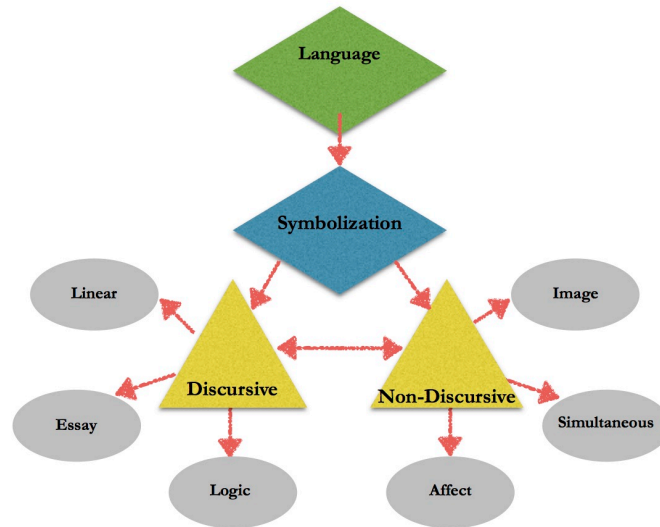 Language
Symbolization
Linear
Image
Discursive
Non-Discursive
Essay
Simultaneous
Logic
Affect